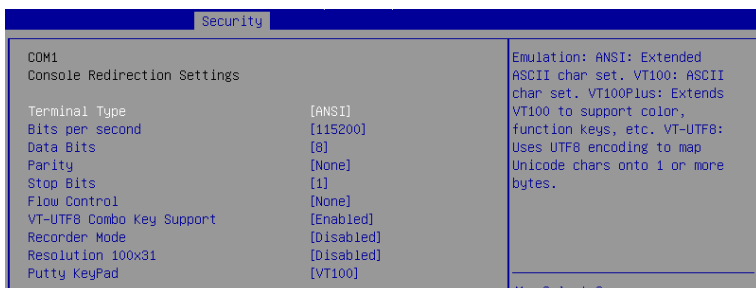 Security
COM1
Console Redirection Settings
Terminal Type [ANSI]
Bits per second [115200]
Data Bits [8]
Parity [None]
Stop Bits [1]
Flow Control [None]
VT-UTF8 Combo Key Support [Enabled]
Recorder Mode [Disabled]
Resolution 100x31 [Disabled]
Putty KeyPad [VT100]
Emulation: ANSI: Extended
ASCII char set. VT100: ASCII
char set. VT100Plus: Extends
VT100 to support color,
function keys, etc. VT-UTF8:
Uses UTF8 encoding to map
Unicode chars onto 1 or more
bytes.